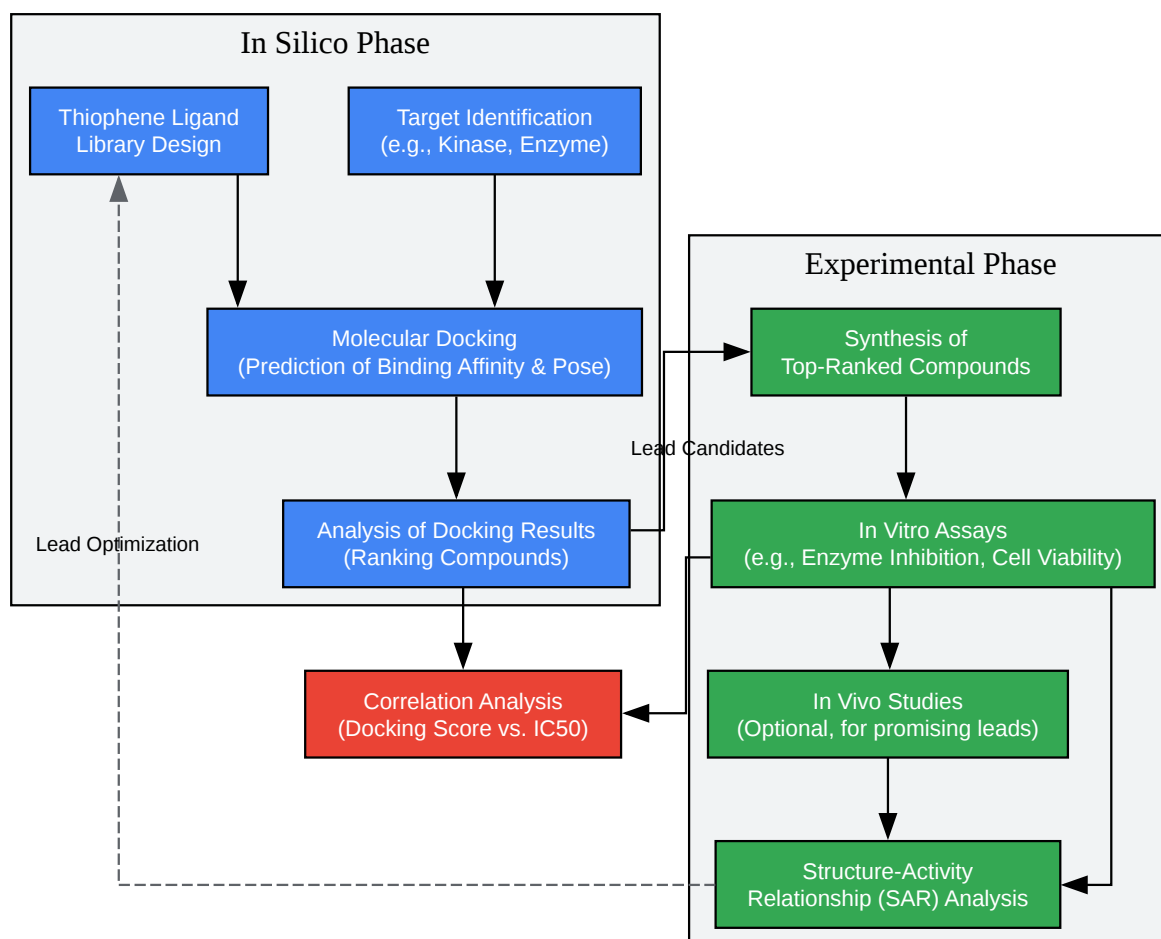 In Silico Phase
Thiophene Ligand
Library Design
Target Identification
(e.g., Kinase, Enzyme)
Molecular Docking
(Prediction of Binding Affinity & Pose)
Analysis of Docking Results
(Ranking Compounds)
Lead Optimization
Lead Candidates
Correlation Analysis
(Docking Score vs. IC50)
Experimental Phase
Synthesis of
Top-Ranked Compounds
In Vitro Assays
(e.g., Enzyme Inhibition, Cell Viability)
In Vivo Studies
(Optional, for promising leads)
Structure-Activity
Relationship (SAR) Analysis